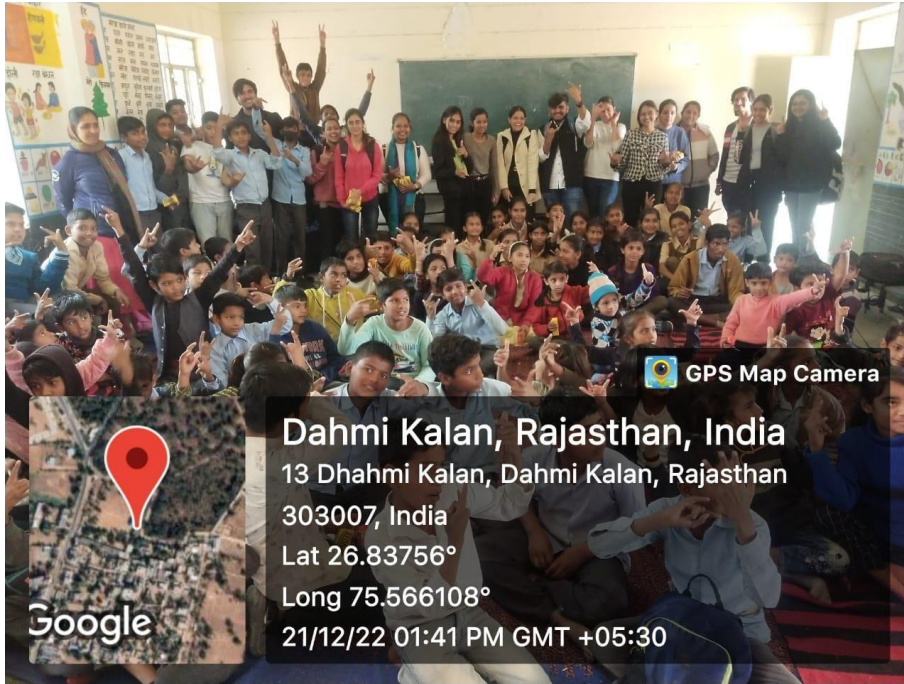 GPS Map Camera
Dahmi Kalan, Rajasthan, India
13 Dhahmi Kalan, Dahmi Kalan, Rajasthan
303007, India
Lat 26.83756°
Long 75.566108°
21/12/22 01:41 PM GMT +05:30
Google